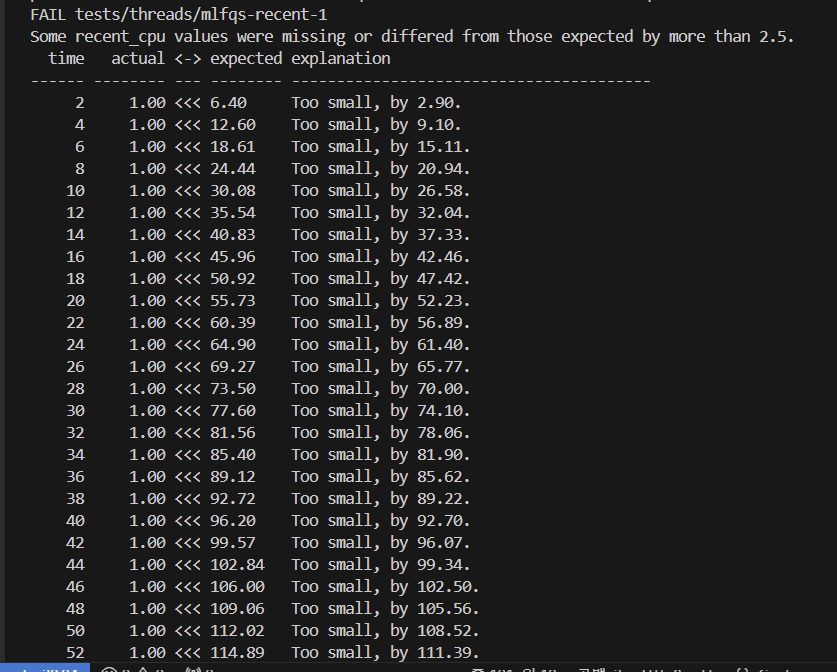 FAIL tests/threads/mlfqs-recent-1
Some recent_cpu values were missing or differed from those expected by more than 2.5.
time actual <-> expected explanation
------ -------- --- -------- ----------------------------------------
2 1.00 <<< 6.40 Too small, by 2.90.
4 1.00 <<< 12.60 Too small, by 9.10.
6 1.00 <<< 18.61 Too small, by 15.11.
8 1.00 <<< 24.44 Too small, by 20.94.
10 1.00 <<< 30.08 Too small, by 26.58.
12 1.00 <<< 35.54 Too small, by 32.04.
14 1.00 <<< 40.83 Too small, by 37.33.
16 1.00 <<< 45.96 Too small, by 42.46.
18 1.00 <<< 50.92 Too small, by 47.42.
20 1.00 <<< 55.73 Too small, by 52.23.
22 1.00 <<< 60.39 Too small, by 56.89.
24 1.00 <<< 64.90 Too small, by 61.40.
26 1.00 <<< 69.27 Too small, by 65.77.
28 1.00 <<< 73.50 Too small, by 70.00.
30 1.00 <<< 77.60 Too small, by 74.10.
32 1.00 <<< 81.56 Too small, by 78.06.
34 1.00 <<< 85.40 Too small, by 81.90.
36 1.00 <<< 89.12 Too small, by 85.62.
38 1.00 <<< 92.72 Too small, by 89.22.
40 1.00 <<< 96.20 Too small, by 92.70.
42 1.00 <<< 99.57 Too small, by 96.07.
44 1.00 <<< 102.84 Too small, by 99.34.
46 1.00 <<< 106.00 Too small, by 102.50.
48 1.00 <<< 109.06 Too small, by 105.56.
50 1.00 <<< 112.02 Too small, by 108.52.
52 1.00 <<< 114.89 Too small, by 111.39.